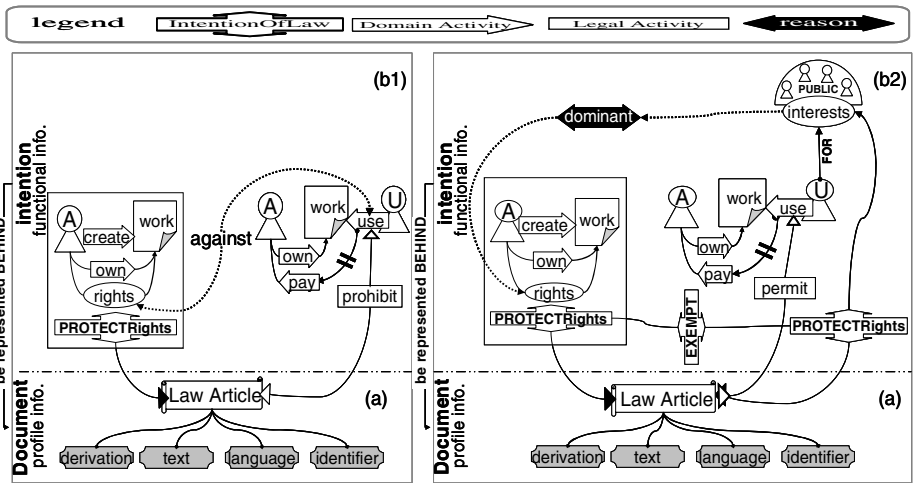 legend IntentionOfLaw Domain Activity Legal Activity reason
(b1)
be represented BEHIND
Intention
functional info.
A
work
create
own
rights
PROTECTRights
against
A
work
U
use
own
pay
prohibit
Document
profile info.
Law Article
(a)
derivation text language identifier
(b2)
be represented BEHIND
Intention
functional info.
PUBLIC
interests
dominant
FOR
A
work
create
own
rights
PROTECTRights
A
work
U
use
own
pay
permit
EXEMPT
PROTECTRights
Document
profile info.
Law Article
(a)
derivation text language identifier